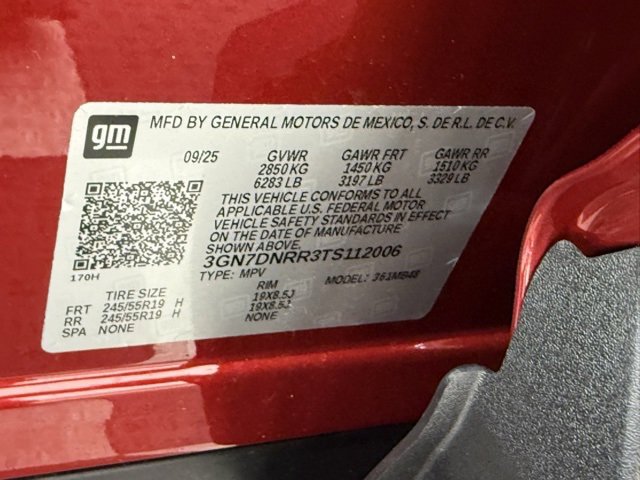 gm
MFD BY GENERAL MOTORS DE MEXICO, S. DE R.L. DE C.V.
09/25 GVWR GAWR FRT GAWR RR
2850 KG 1450 KG 1510 KG
6283 LB 3197 LB 3329 LB
THIS VEHICLE CONFORMS TO ALL
APPLICABLE U.S. FEDERAL MOTOR
VEHICLE SAFETY STANDARDS IN EFFECT
ON THE DATE OF MANUFACTURE
SHOWN ABOVE.
3GN7DNRR3TS112006
170H
TYPE: MPV MODEL: 361MB48
TIRE SIZE RIM
FRT 245/55R19 H 19X8.5J
RR 245/55R19 H 19X8.5J
SPA NONE NONE